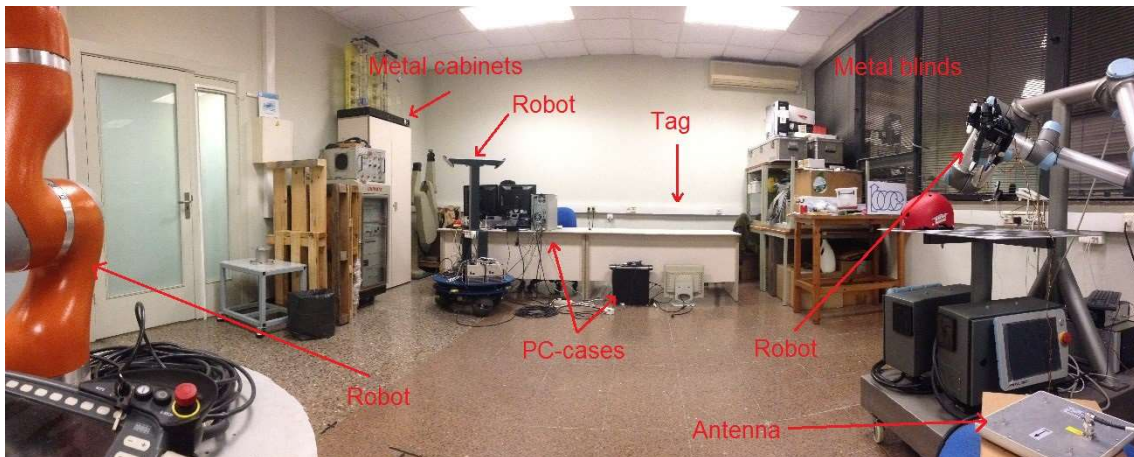 Metal cabinets
Robot
Tag
Metal blinds
PC-cases
Robot
Robot
Antenna